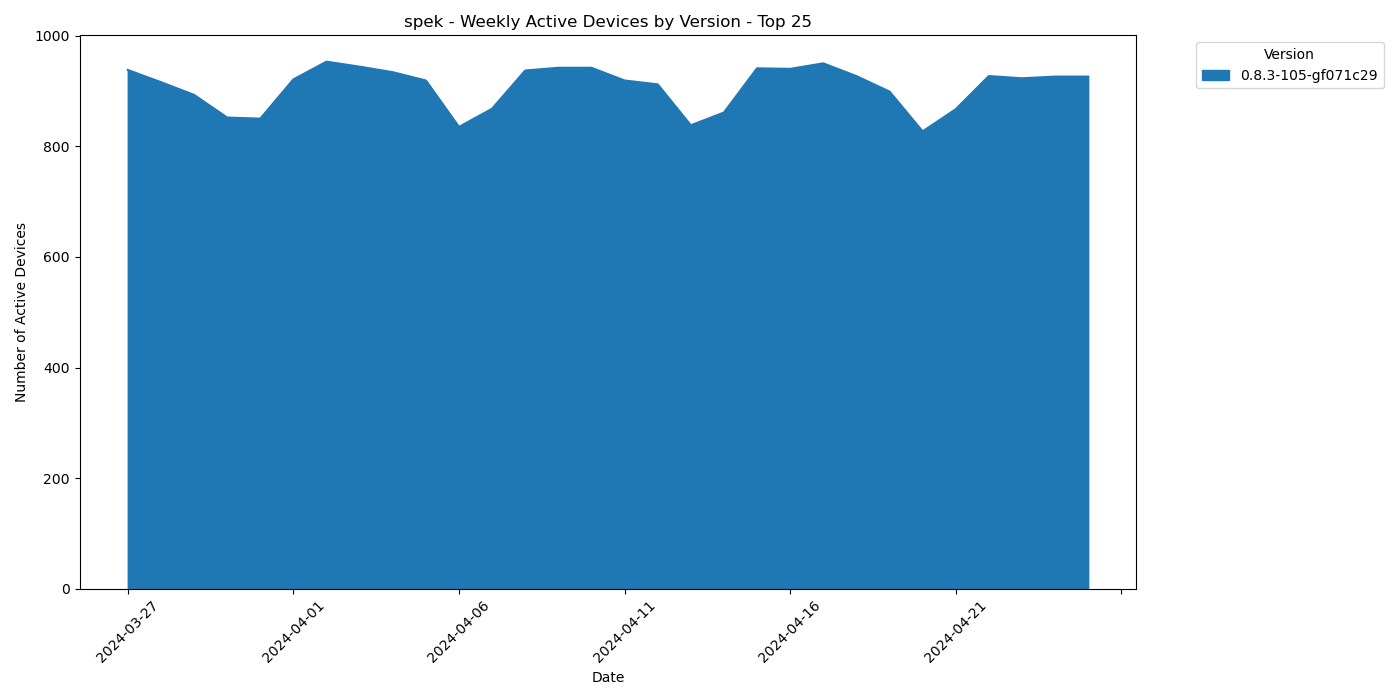 spek - Weekly Active Devices by Version - Top 25
Version
0.8.3-105-gf071c29
Number of Active Devices
1000
800
600
400
200
0
2024-03-27
2024-04-01
2024-04-06
2024-04-11
2024-04-16
2024-04-21
Date